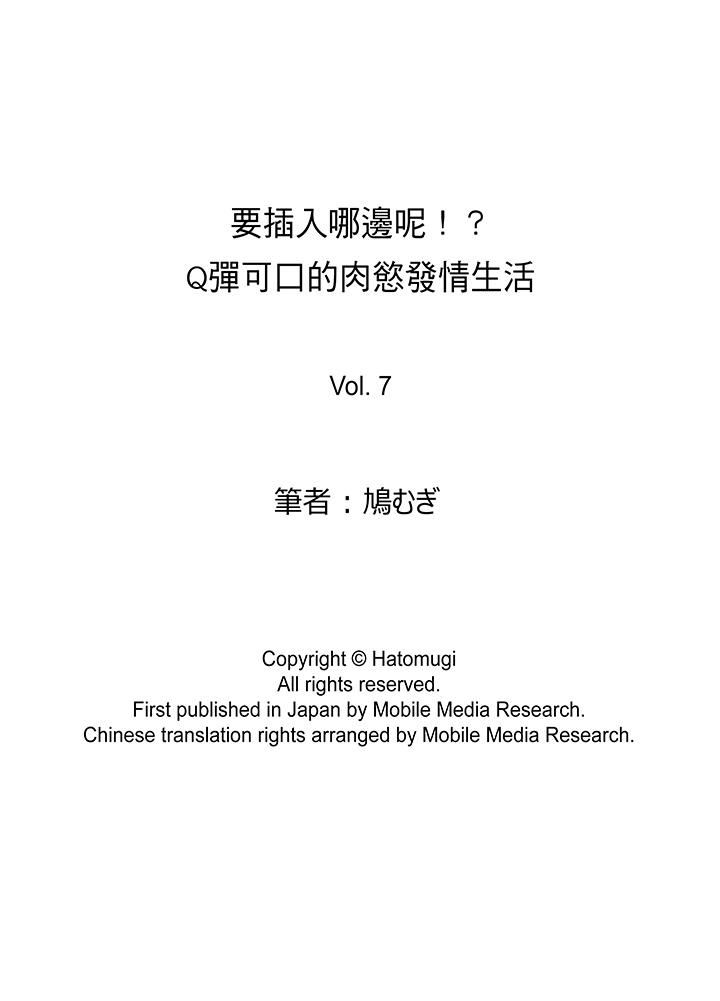 要插入哪邊呢！？
Q彈可口的肉慾發情生活
Vol. 7
筆者：鳩むぎ
Copyright © Hatomugi
All rights reserved.
First published in Japan by Mobile Media Research.
Chinese translation rights arranged by Mobile Media Research.